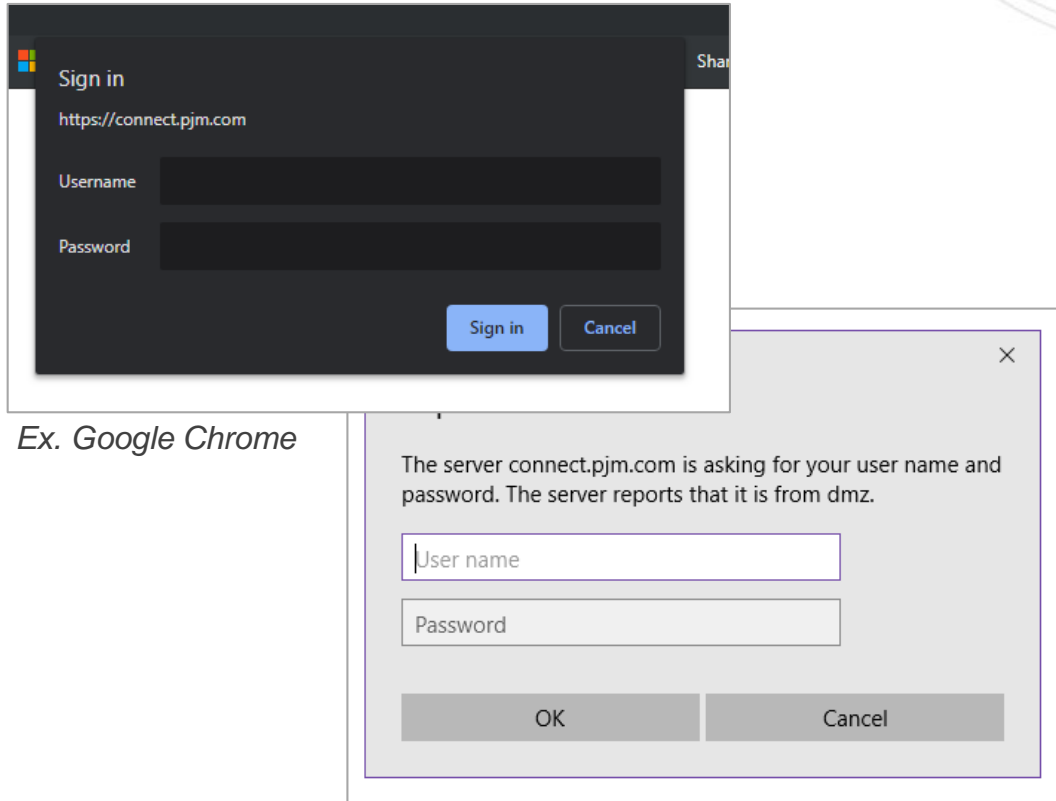 Shar
Sign in
https://connect.pjm.com
Username
Password
Sign in
Cancel
Ex. Google Chrome
The server connect.pjm.com is asking for your user name and
password. The server reports that it is from dmz.
User name
Password
OK
Cancel